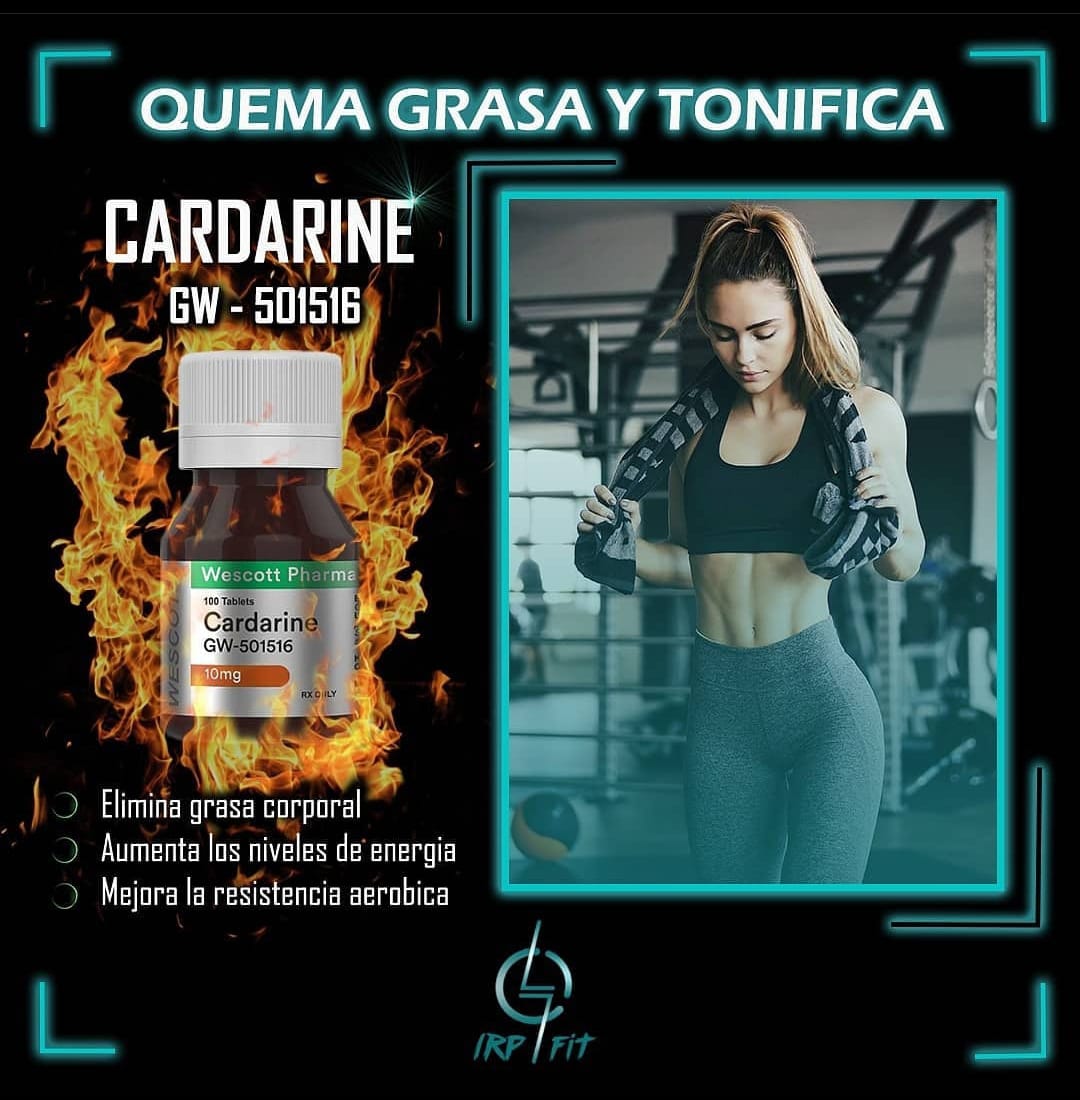 QUEMA GRASA Y TONIFICA
CARDARINE
GW - 501516
Wescott Pharma
100 Tablets
Cardarine
GW-501516
10mg
RX ONLY
WESCOTT
Elimina grasa corporal
Aumenta los niveles de energia
Mejora la resistencia aerobica
IRP FIT